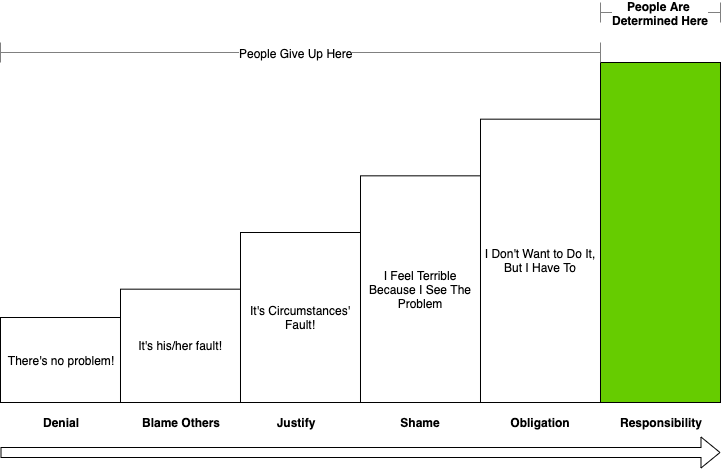 People Are
Determined Here
People Give Up Here
There's no problem!
It's his/her fault!
It's Circumstances'
Fault!
I Feel Terrible
Because I See The
Problem
I Don't Want to Do It,
But I Have To
Denial
Blame Others
Justify
Shame
Obligation
Responsibility